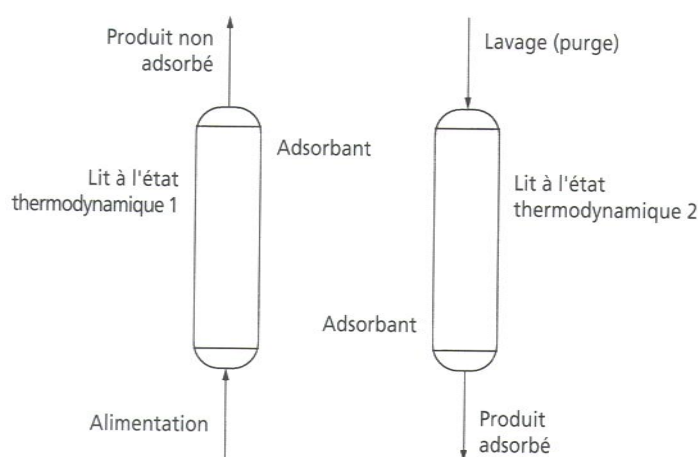 Produit non
adsorbé
Lavage (purge)
Adsorbant
Lit à l'état
thermodynamique 1
Lit à l'état
thermodynamique 2
Adsorbant
Alimentation
Produit
adsorbé